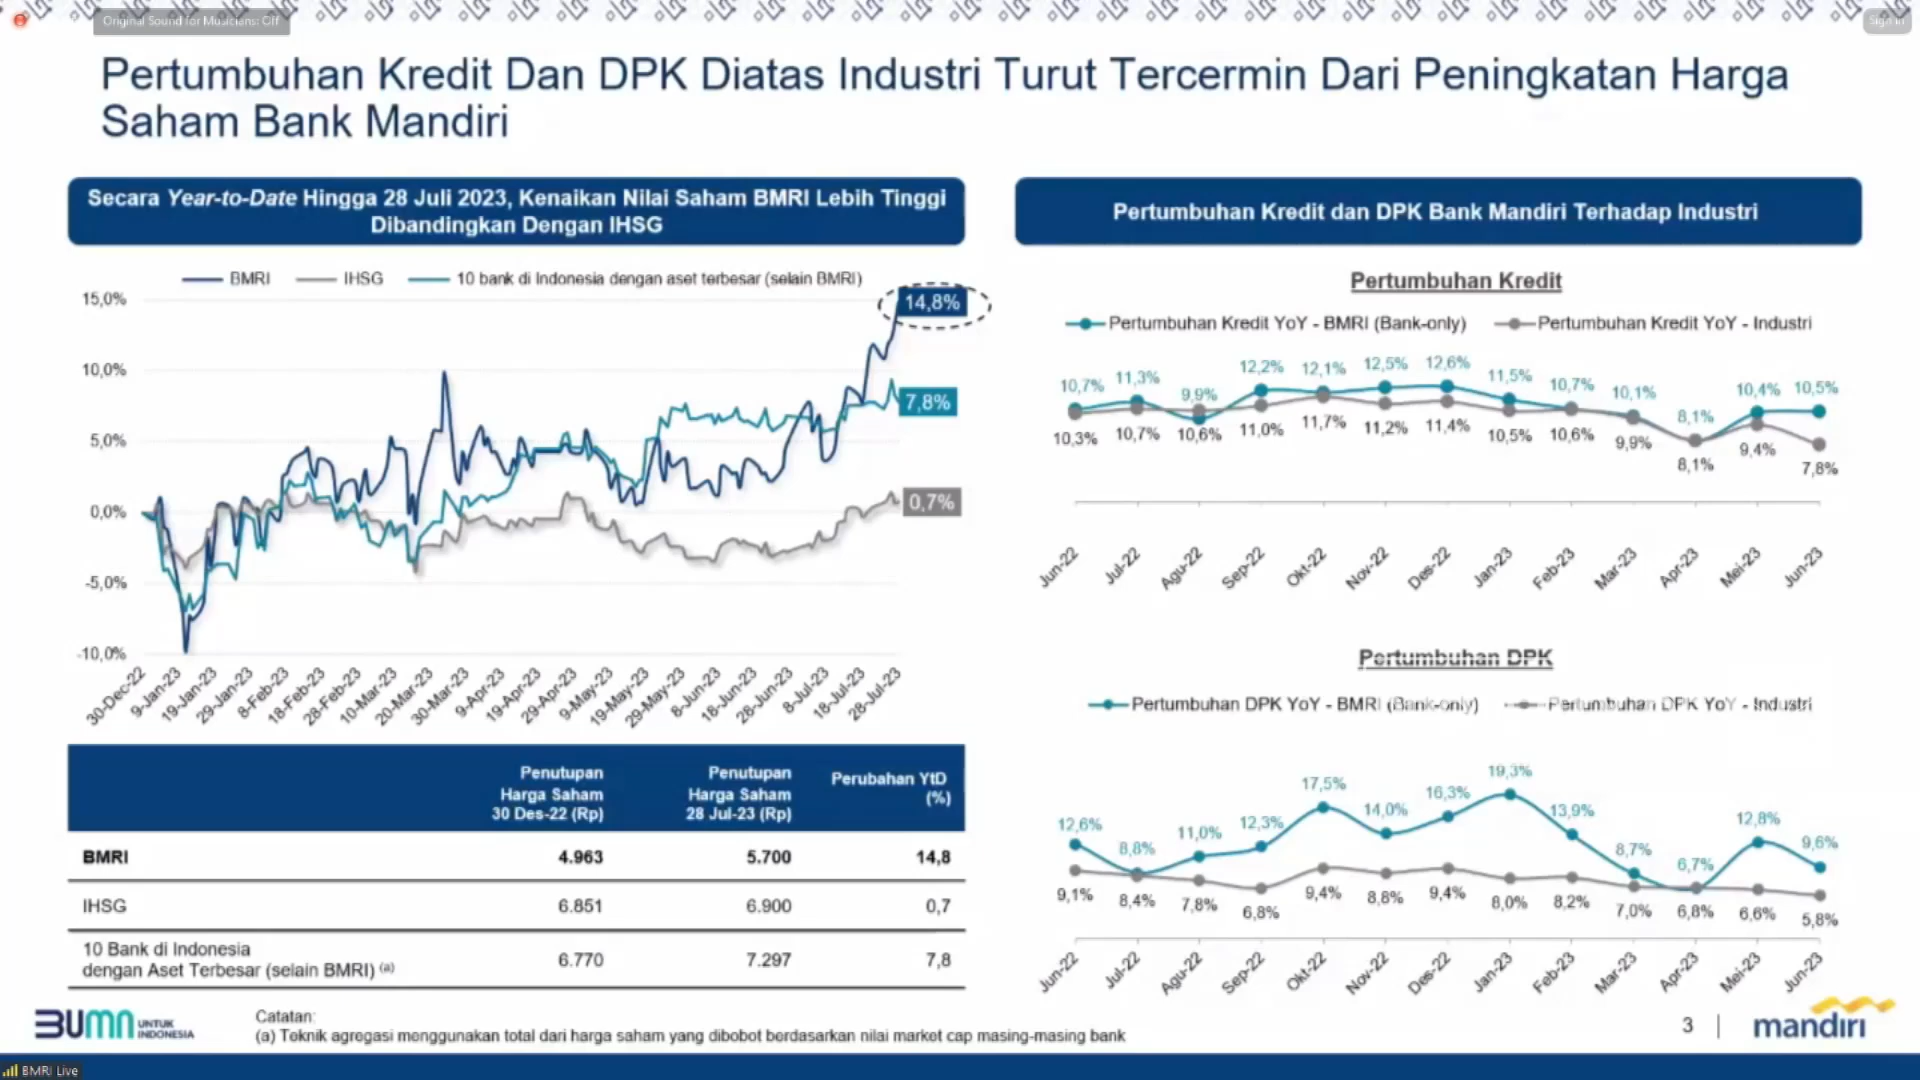 Original Sound for Musicians: Off
Sign in
Pertumbuhan Kredit Dan DPK Diatas Industri Turut Tercermin Dari Peningkatan Harga
Saham Bank Mandiri
Secara Year-to-Date Hingga 28 Juli 2023, Kenaikan Nilai Saham BMRI Lebih Tinggi
Dibandingkan Dengan IHSG
BMRI IHSG 10 bank di Indonesia dengan aset terbesar (selain BMRI)
15,0%
10,0%
5,0%
0,0%
-5,0%
-10,0%
14,8%
7,8%
0,7%
30-Dec-22 9-Jan-23 19-Jan-23 29-Jan-23 8-Feb-23 18-Feb-23 28-Feb-23 10-Mar-23 20-Mar-23 30-Mar-23 9-Apr-23 19-Apr-23 29-Apr-23 9-May-23 19-May-23 29-May-23 8-Jun-23 18-Jun-23 28-Jun-23 8-Jul-23 18-Jul-23 28-Jul-23
Penutupan Penutupan Perubahan YtD
Harga Saham Harga Saham (%)
30 Des-22 (Rp) 28 Jul-23 (Rp)
BMRI 4.963 5.700 14,8
IHSG 6.851 6.900 0,7
10 Bank di Indonesia
dengan Aset Terbesar (selain BMRI) (a) 6.770 7.297 7,8
Pertumbuhan Kredit dan DPK Bank Mandiri Terhadap Industri
Pertumbuhan Kredit
Pertumbuhan Kredit YoY - BMRI (Bank-only) Pertumbuhan Kredit YoY - Industri
10,7% 11,3% 9,9% 12,2% 12,1% 12,5% 12,6% 11,5% 10,7% 10,1% 8,1% 10,4% 10,5%
10,3% 10,7% 10,6% 11,0% 11,7% 11,2% 11,4% 10,5% 10,6% 9,9% 8,1% 9,4% 7,8%
Jun-22 Jul-22 Agu-22 Sep-22 Okt-22 Nov-22 Des-22 Jan-23 Feb-23 Mar-23 Apr-23 Mei-23 Jun-23
Pertumbuhan DPK
Pertumbuhan DPK YoY - BMRI (Bank-only) Pertumbuhan DPK YoY - Industri
12,6% 8,8% 11,0% 12,3% 17,5% 14,0% 16,3% 19,3% 13,9% 8,7% 6,7% 12,8% 9,6%
9,1% 8,4% 7,8% 6,8% 9,4% 8,8% 9,4% 8,0% 8,2% 7,0% 6,8% 6,6% 5,8%
Jun-22 Jul-22 Agu-22 Sep-22 Okt-22 Nov-22 Des-22 Jan-23 Feb-23 Mar-23 Apr-23 Mei-23 Jun-23
BUMN UNTUK
INDONESIA
Catatan:
(a) Teknik agregasi menggunakan total dari harga saham yang dibobot berdasarkan nilai market cap masing-masing bank
3
mandiri
BMRI Live